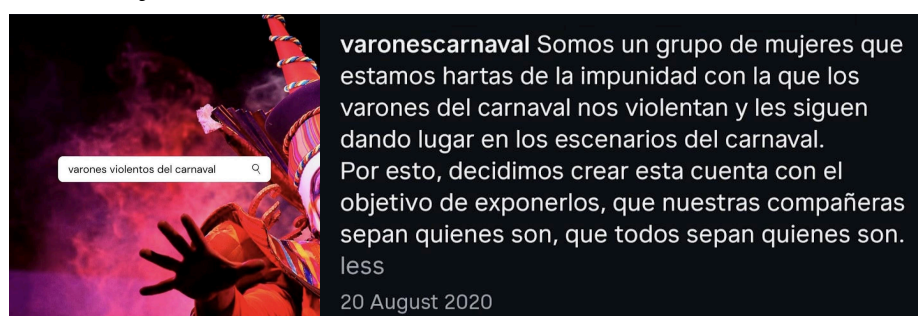 varones violentos del carnaval
varonescarnaval Somos un grupo de mujeres que
estamos hartas de la impunidad con la que los
varones del carnaval nos violentan y les siguen
dando lugar en los escenarios del carnaval.
Por esto, decidimos crear esta cuenta con el
objetivo de exponerlos, que nuestras compañeras
sepan quienes son, que todos sepan quienes son.
less
20 August 2020